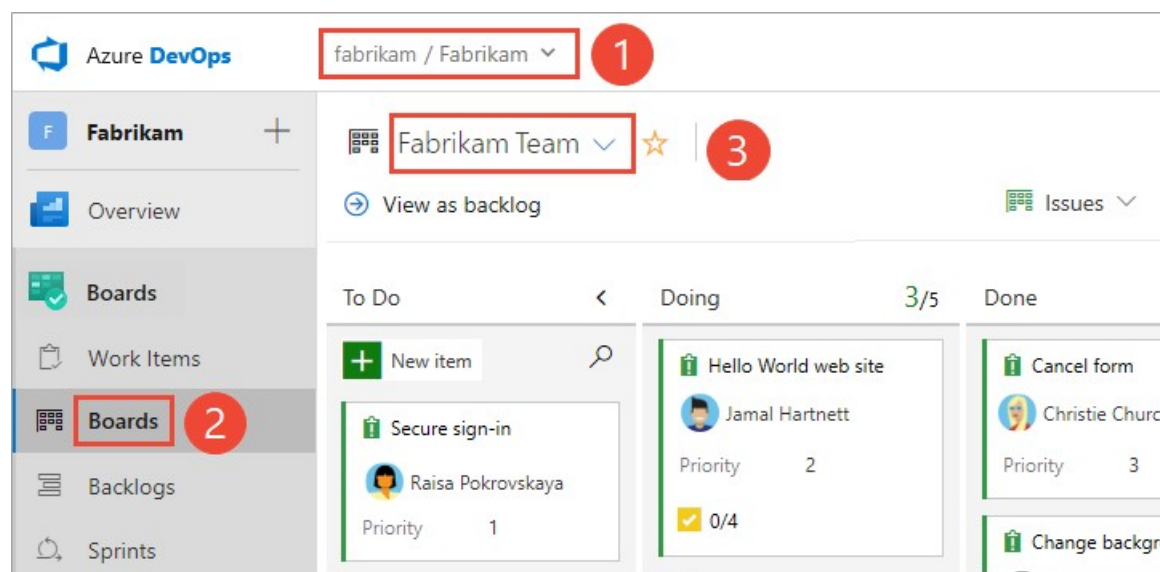 Azure DevOps
fabrikam / Fabrikam
1
F
Fabrikam
Fabrikam Team
3
Overview
View as backlog
Issues
Boards
To Do
Doing
3/5
Done
Work Items
New item
Hello World web site
Cancel form
Boards
2
Secure sign-in
Jamal Hartnett
Christie
Raisa Pokrovskaya
Priority 2
Priority 3
Backlogs
Priority 1
0/4
Sprints
Change